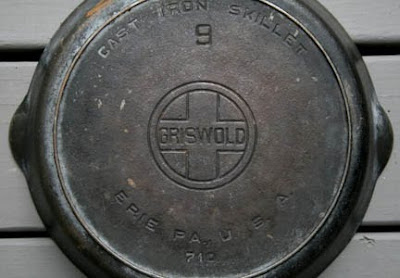 CAST IRON SKILLET
9
GRISWOLD
ERIE PA., U. S. A.
710